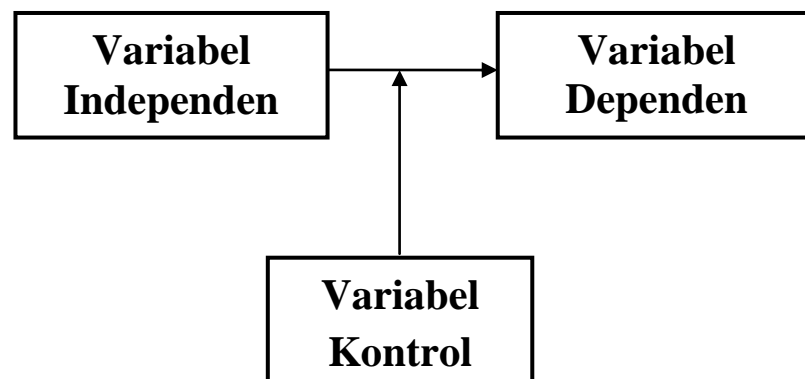 Variabel
Independen
Variabel
Dependen
Variabel
Kontrol